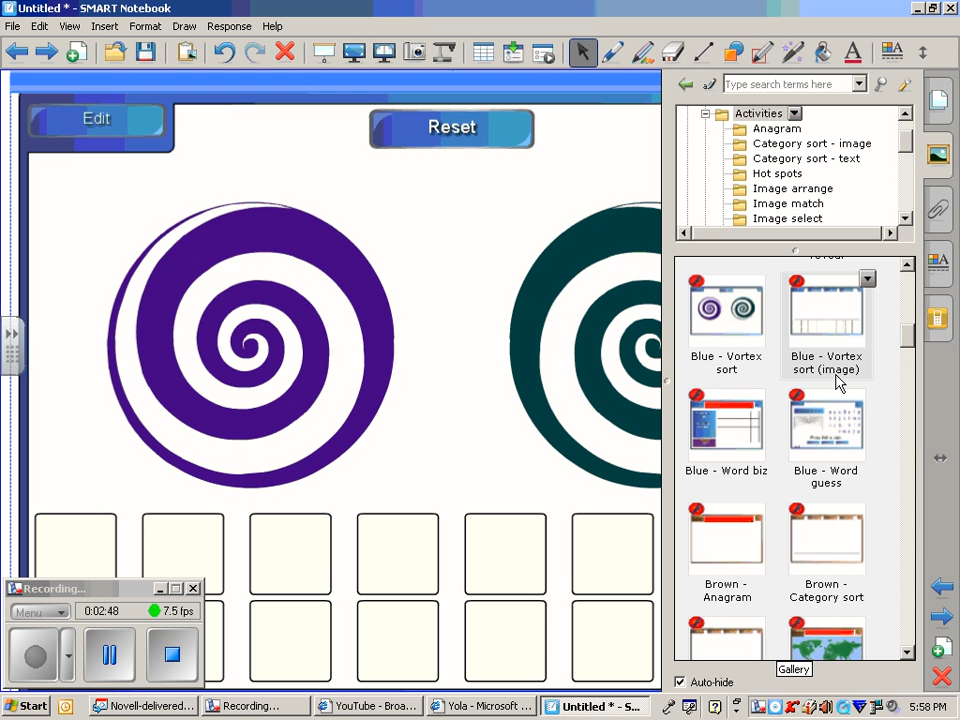 Untitled * - SMART Notebook
File Edit View Insert Format Draw Response Help
Type search terms here
Edit
Reset
Activities
Anagram
Category sort - image
Category sort - text
Hot spots
Image arrange
Image match
Image select
Blue - Vortex sort
Blue - Vortex sort (image)
Blue - Word biz
Blue - Word guess
Brown - Anagram
Brown - Category sort
Gallery
Auto-hide
Recording...
Menu
0:02:48
7.5 fps
Start
Novell-delivered...
Recording...
YouTube - Broa...
Yola - Microsoft ...
Untitled * - S...
5:58 PM